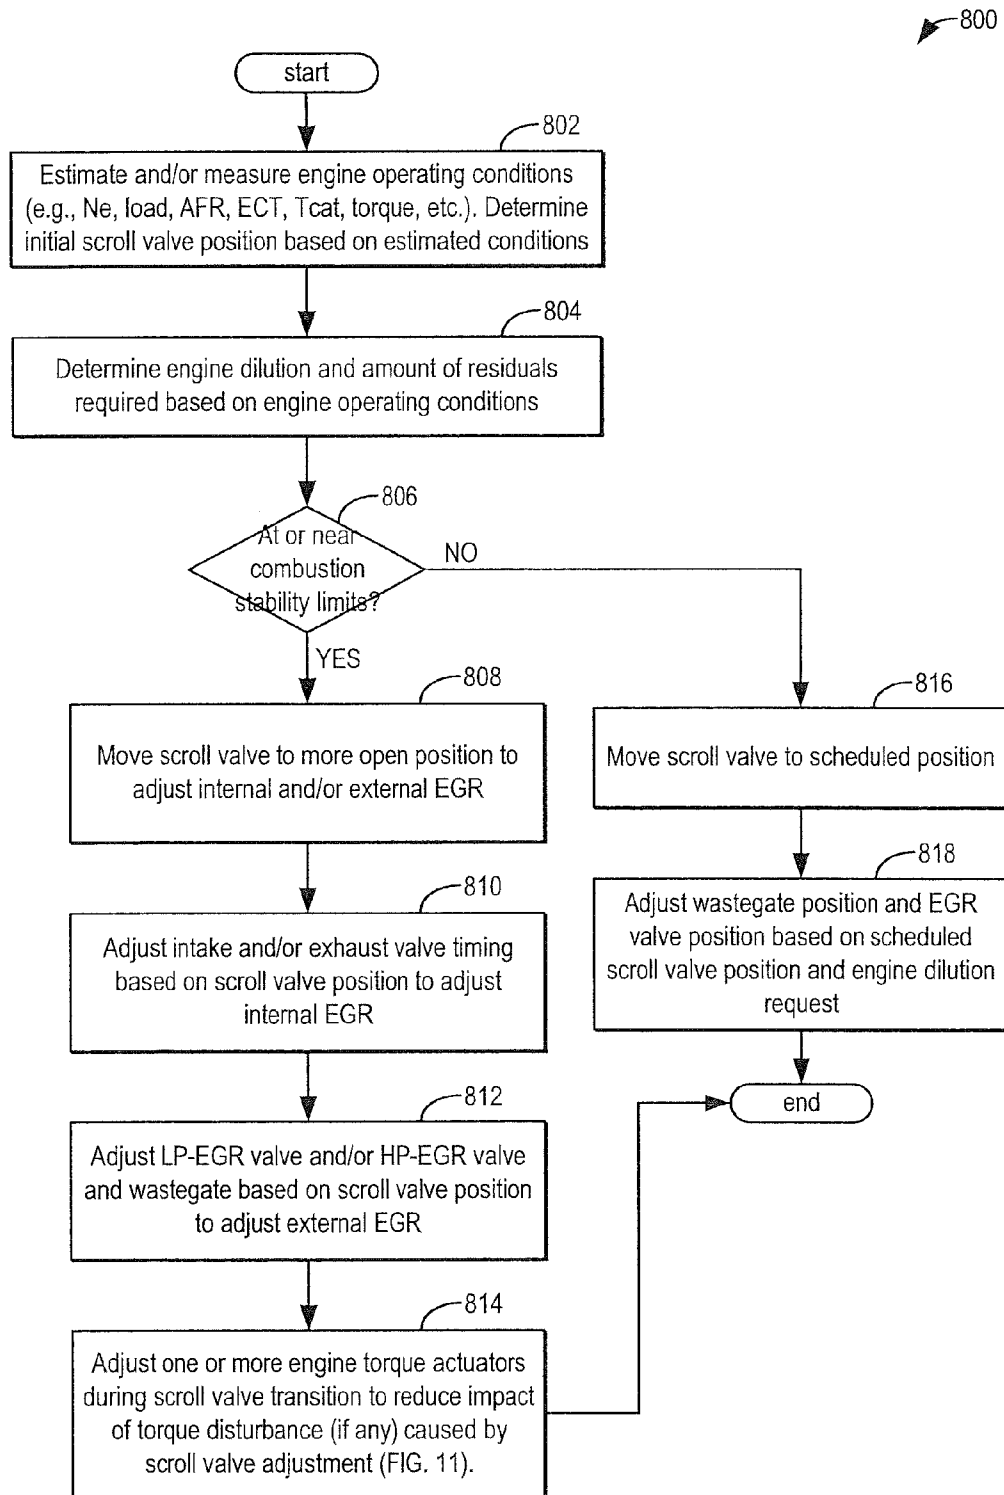 800
start
802
Estimate and/or measure engine operating conditions
(e.g., Ne, load, AFR, ECT, Tcat, torque, etc.). Determine
initial scroll valve position based on estimated conditions
804
Determine engine dilution and amount of residuals
required based on engine operating conditions
806
At or near
combustion
stability limits?
NO
YES
808
Move scroll valve to more open position to
adjust internal and/or external EGR
816
Move scroll valve to scheduled position
810
Adjust intake and/or exhaust valve timing
based on scroll valve position to adjust
internal EGR
818
Adjust wastegate position and EGR
valve position based on scheduled
scroll valve position and engine dilution
request
812
Adjust LP-EGR valve and/or HP-EGR valve
and wastegate based on scroll valve position
to adjust external EGR
end
814
Adjust one or more engine torque actuators
during scroll valve transition to reduce impact
of torque disturbance (if any) caused by
scroll valve adjustment (FIG. 11).